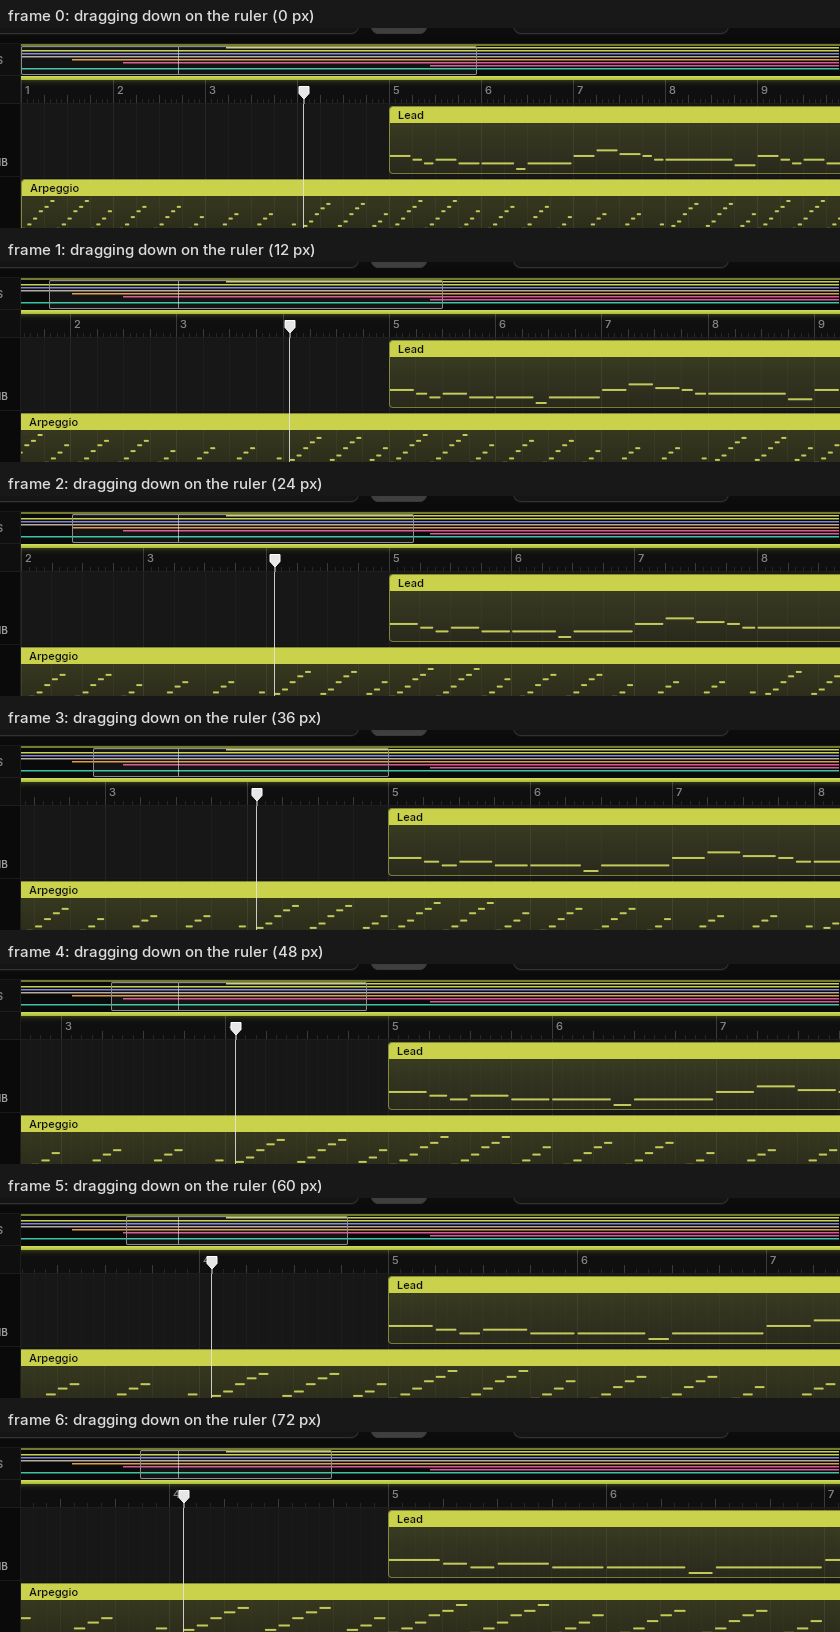 frame 0: dragging down on the ruler (0 px)
S
1 2 3 5 6 7 8 9
Lead
Arpeggio
frame 1: dragging down on the ruler (12 px)
S
2 3 5 6 7 8 9
Lead
Arpeggio
frame 2: dragging down on the ruler (24 px)
S
2 3 5 6 7 8
Lead
Arpeggio
frame 3: dragging down on the ruler (36 px)
S
3 5 6 7 8
Lead
Arpeggio
frame 4: dragging down on the ruler (48 px)
S
3 5 6 7
Lead
Arpeggio
frame 5: dragging down on the ruler (60 px)
S
5 6 7
Lead
Arpeggio
frame 6: dragging down on the ruler (72 px)
S
4 5 6 7
Lead
Arpeggio